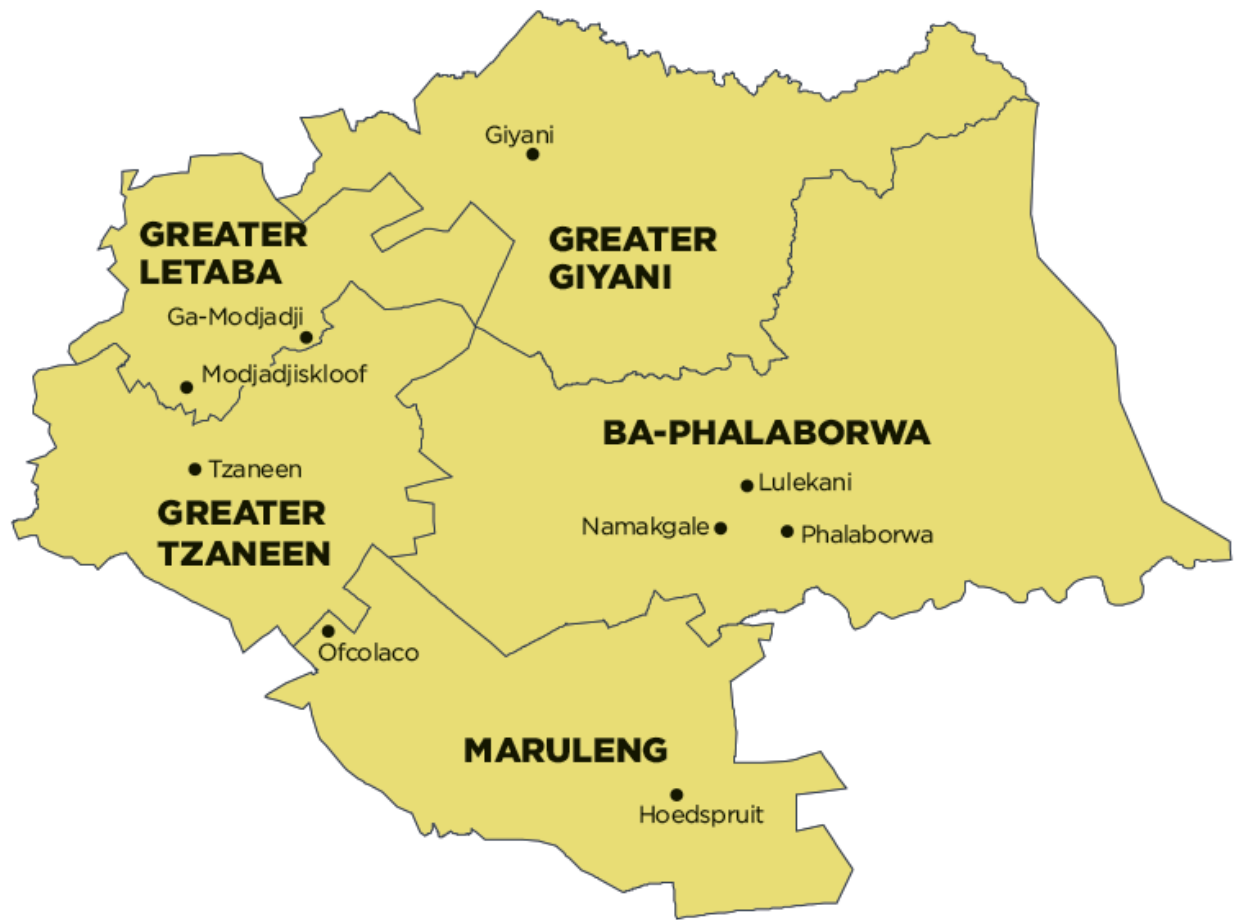 Giyani
GREATER
LETABA
GREATER
GIYANI
Ga-Modjadji
Modjadjiskloof
BA-PHALABORWA
Tzaneen
Lulekani
GREATER
TZANEEN
Namakgale
Phalaborwa
Ofcolaco
MARULENG
Hoedspruit